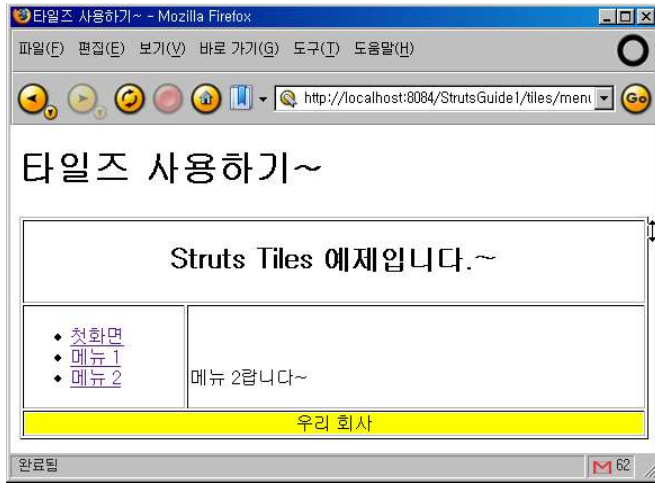 타일즈 사용하기~ - Mozilla Firefox
파일(F) 편집(E) 보기(V) 바로 가기(G) 도구(T) 도움말(H)
http://localhost:8084/StrutsGuide1/tiles/menu
Go
타일즈 사용하기~
Struts Tiles 예제입니다.~
첫화면
메뉴 1
메뉴 2
메뉴 2랍니다~
우리 회사
완료됨
62